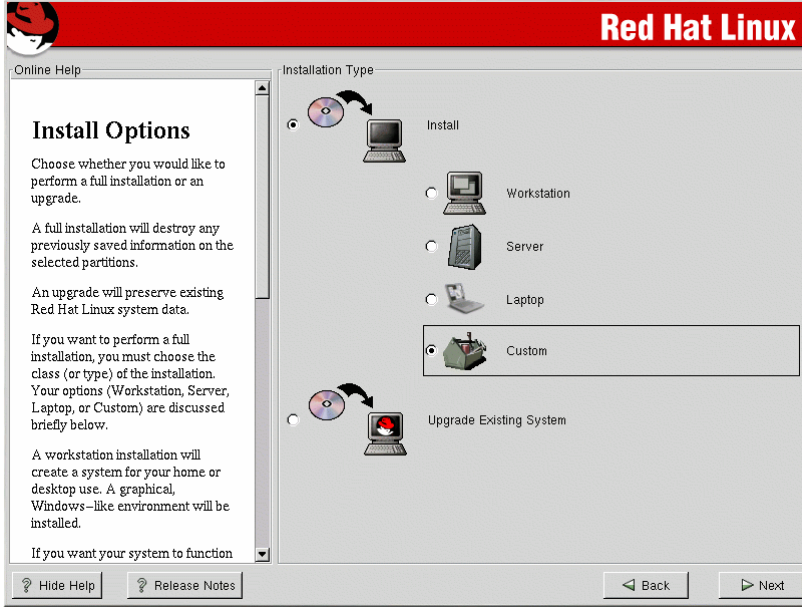 Red Hat Linux
Online Help
Install Options
Choose whether you would like to
perform a full installation or an
upgrade.
A full installation will destroy any
previously saved information on the
selected partitions.
An upgrade will preserve existing
Red Hat Linux system data.
If you want to perform a full
installation, you must choose the
class (or type) of the installation.
Your options (Workstation, Server,
Laptop, or Custom) are discussed
briefly below.
A workstation installation will
create a system for your home or
desktop use. A graphical,
Windows-like environment will be
installed.
If you want your system to function
Installation Type
Install
Workstation
Server
Laptop
Custom
Upgrade Existing System
Hide Help
Release Notes
Back
Next